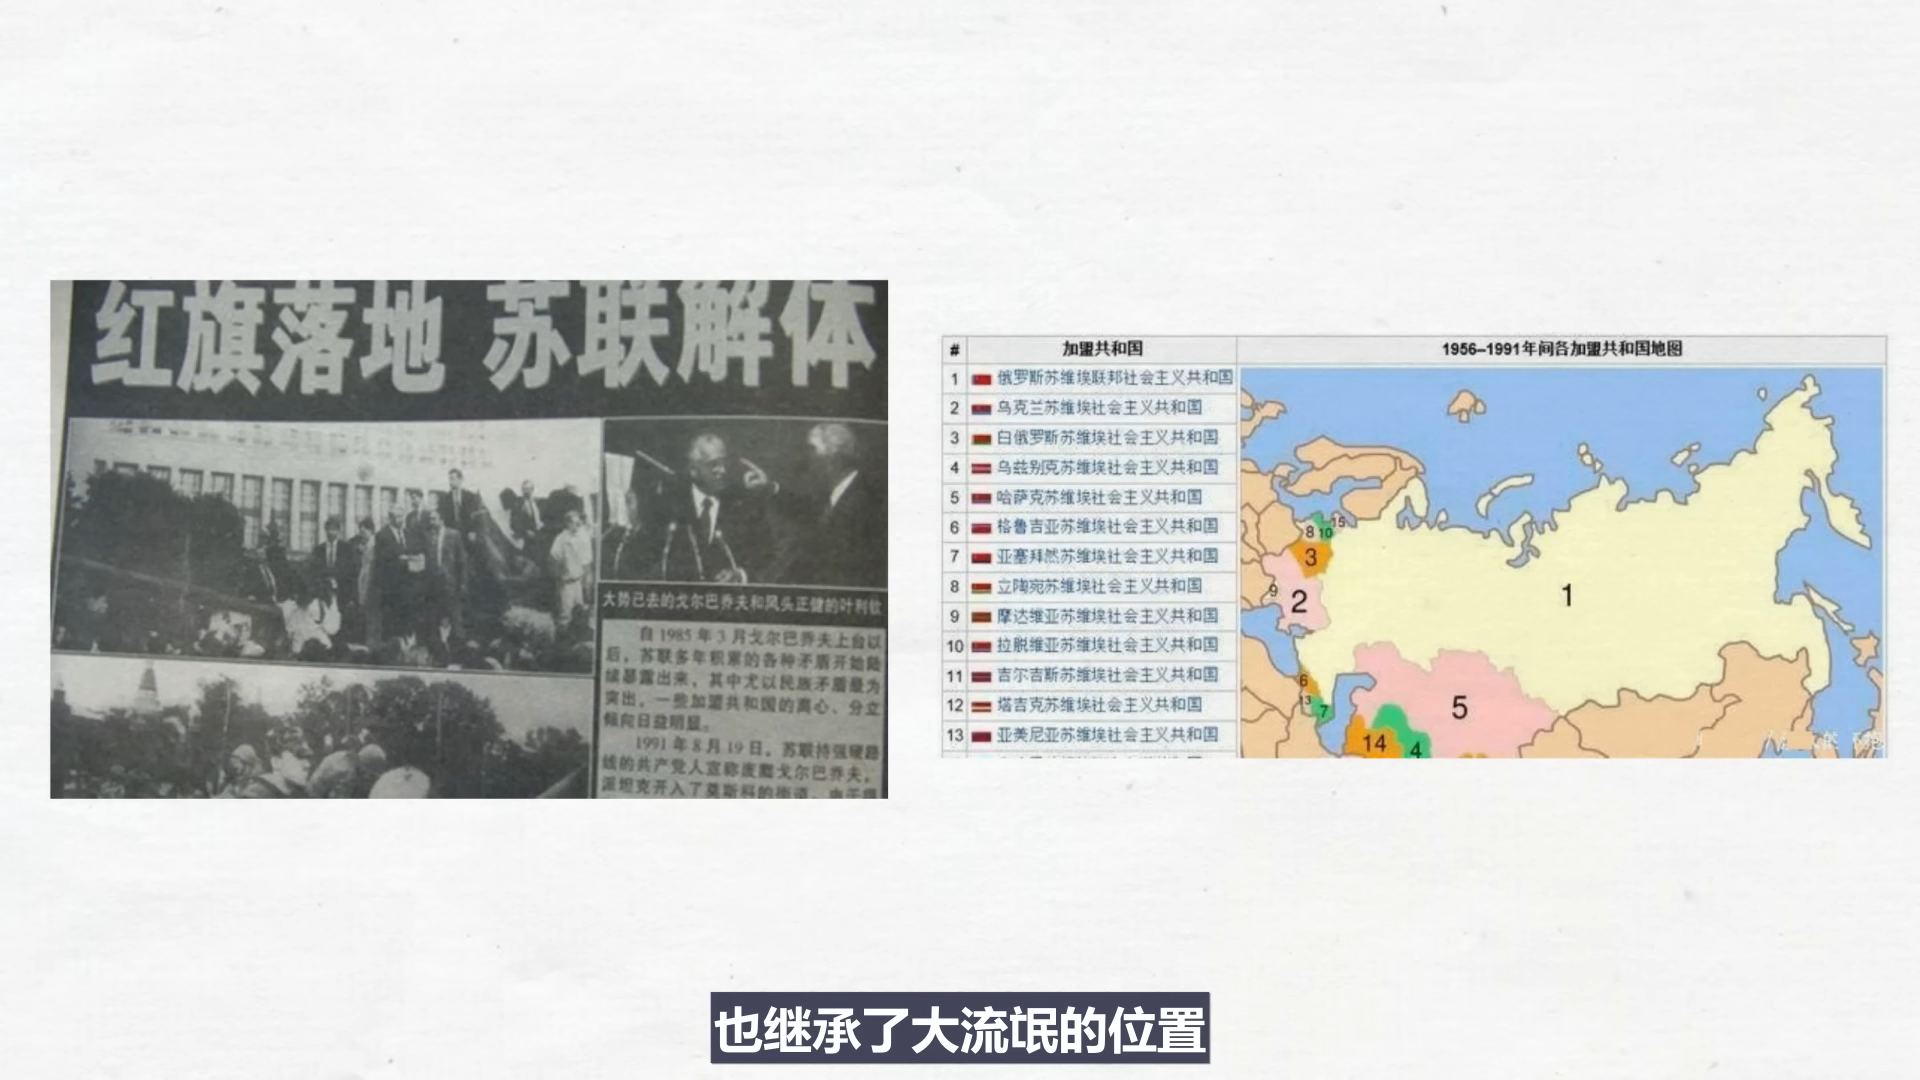 红旗落地 苏联解体
大势已去的戈尔巴乔夫和风头正健的叶利钦
自1985年3月戈尔巴乔夫上台以
后，苏联多年积累的各种矛盾开始陆
续暴露出来，其中尤以民族矛盾最为
突出，一些加盟共和国的离心、分立
倾向日益明显。
1991年8月19日，苏联持强硬路
线的共产党人宣称废黜戈尔巴乔夫，
派坦克开入了莫斯科的街道。由于得
# 加盟共和国 1956–1991年间各加盟共和国地图
1 俄罗斯苏维埃联邦社会主义共和国
2 乌克兰苏维埃社会主义共和国
3 白俄罗斯苏维埃社会主义共和国
4 乌兹别克苏维埃社会主义共和国
5 哈萨克苏维埃社会主义共和国
6 格鲁吉亚苏维埃社会主义共和国
7 亚塞拜然苏维埃社会主义共和国
8 立陶宛苏维埃社会主义共和国
9 摩达维亚苏维埃社会主义共和国
10 拉脱维亚苏维埃社会主义共和国
11 吉尔吉斯苏维埃社会主义共和国
12 塔吉克苏维埃社会主义共和国
13 亚美尼亚苏维埃社会主义共和国
15
8 10
3
9 2
1
6
13 7
5
14 4
也继承了大流氓的位置